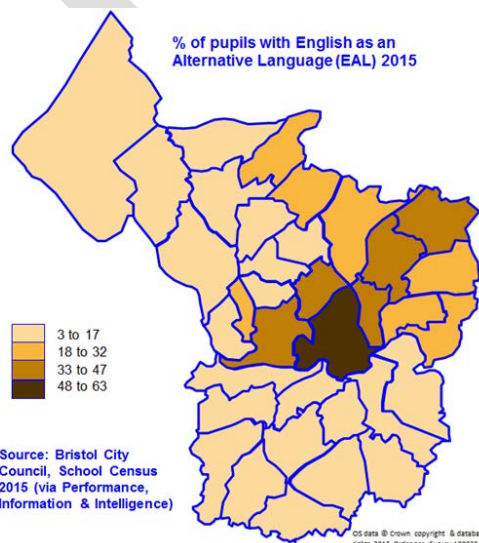 % of pupils with English as an
Alternative Language (EAL) 2015
3 to 17
18 to 32
33 to 47
48 to 63
Source: Bristol City
Council, School Census
2015 (via Performance,
Information & Intelligence)
OS data © Crown copyright & databa